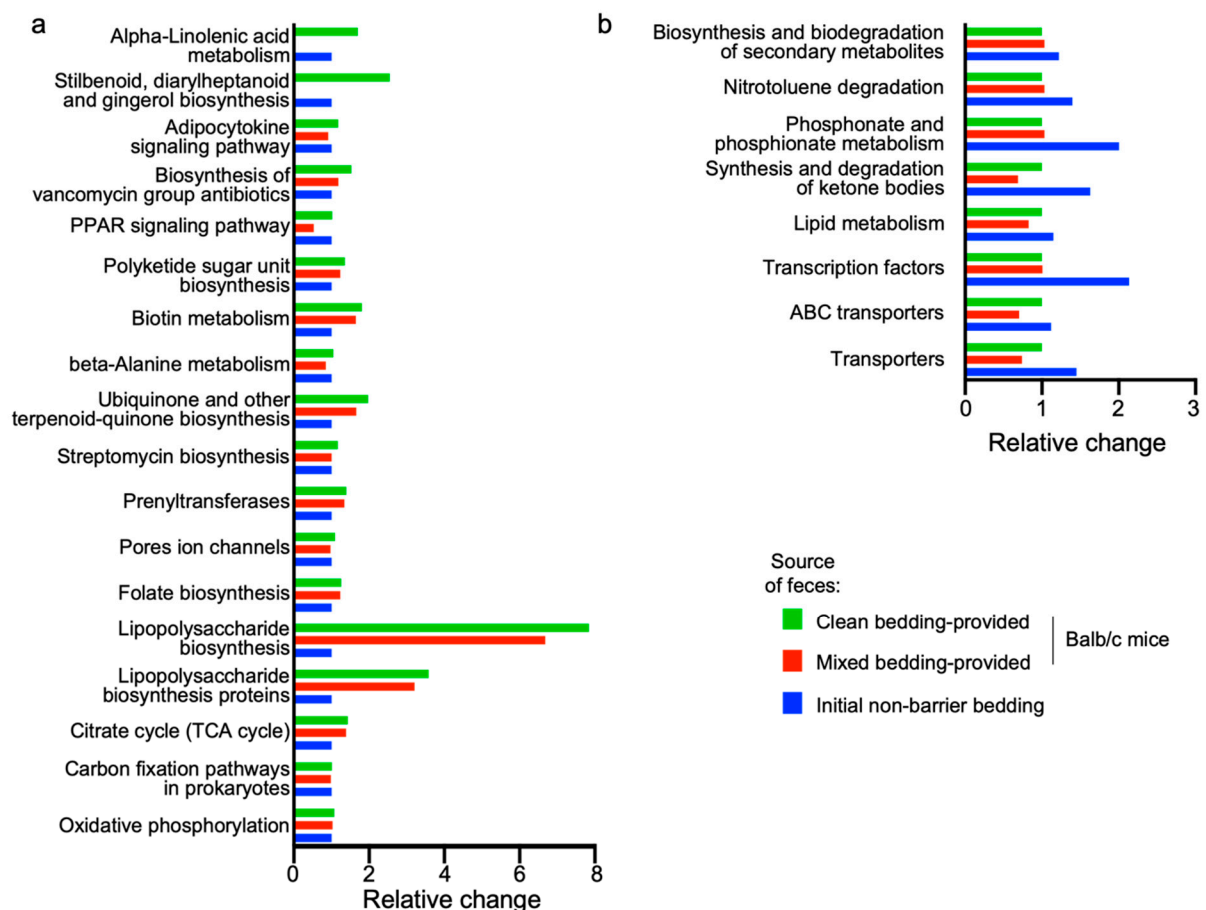 a
Alpha-Linolenic acid
metabolism
Stilbenoid, diarylheptanoid
and gingerol biosynthesis
Adipocytokine
signaling pathway
Biosynthesis of
vancomycin group antibiotics
PPAR signaling pathway
Polyketide sugar unit
biosynthesis
Biotin metabolism
beta-Alanine metabolism
Ubiquinone and other
terpenoid-quinone biosynthesis
Streptomycin biosynthesis
Prenyltransferases
Pores ion channels
Folate biosynthesis
Lipopolysaccharide
biosynthesis
Lipopolysaccharide
biosynthesis proteins
Citrate cycle (TCA cycle)
Carbon fixation pathways
in prokaryotes
Oxidative phosphorylation
0 2 4 6 8
Relative change
b
Biosynthesis and biodegradation
of secondary metabolites
Nitrotoluene degradation
Phosphonate and
phosphionate metabolism
Synthesis and degradation
of ketone bodies
Lipid metabolism
Transcription factors
ABC transporters
Transporters
0 1 2 3
Relative change
Source
of feces:
Clean bedding-provided
Mixed bedding-provided
Balb/c mice
Initial non-barrier bedding